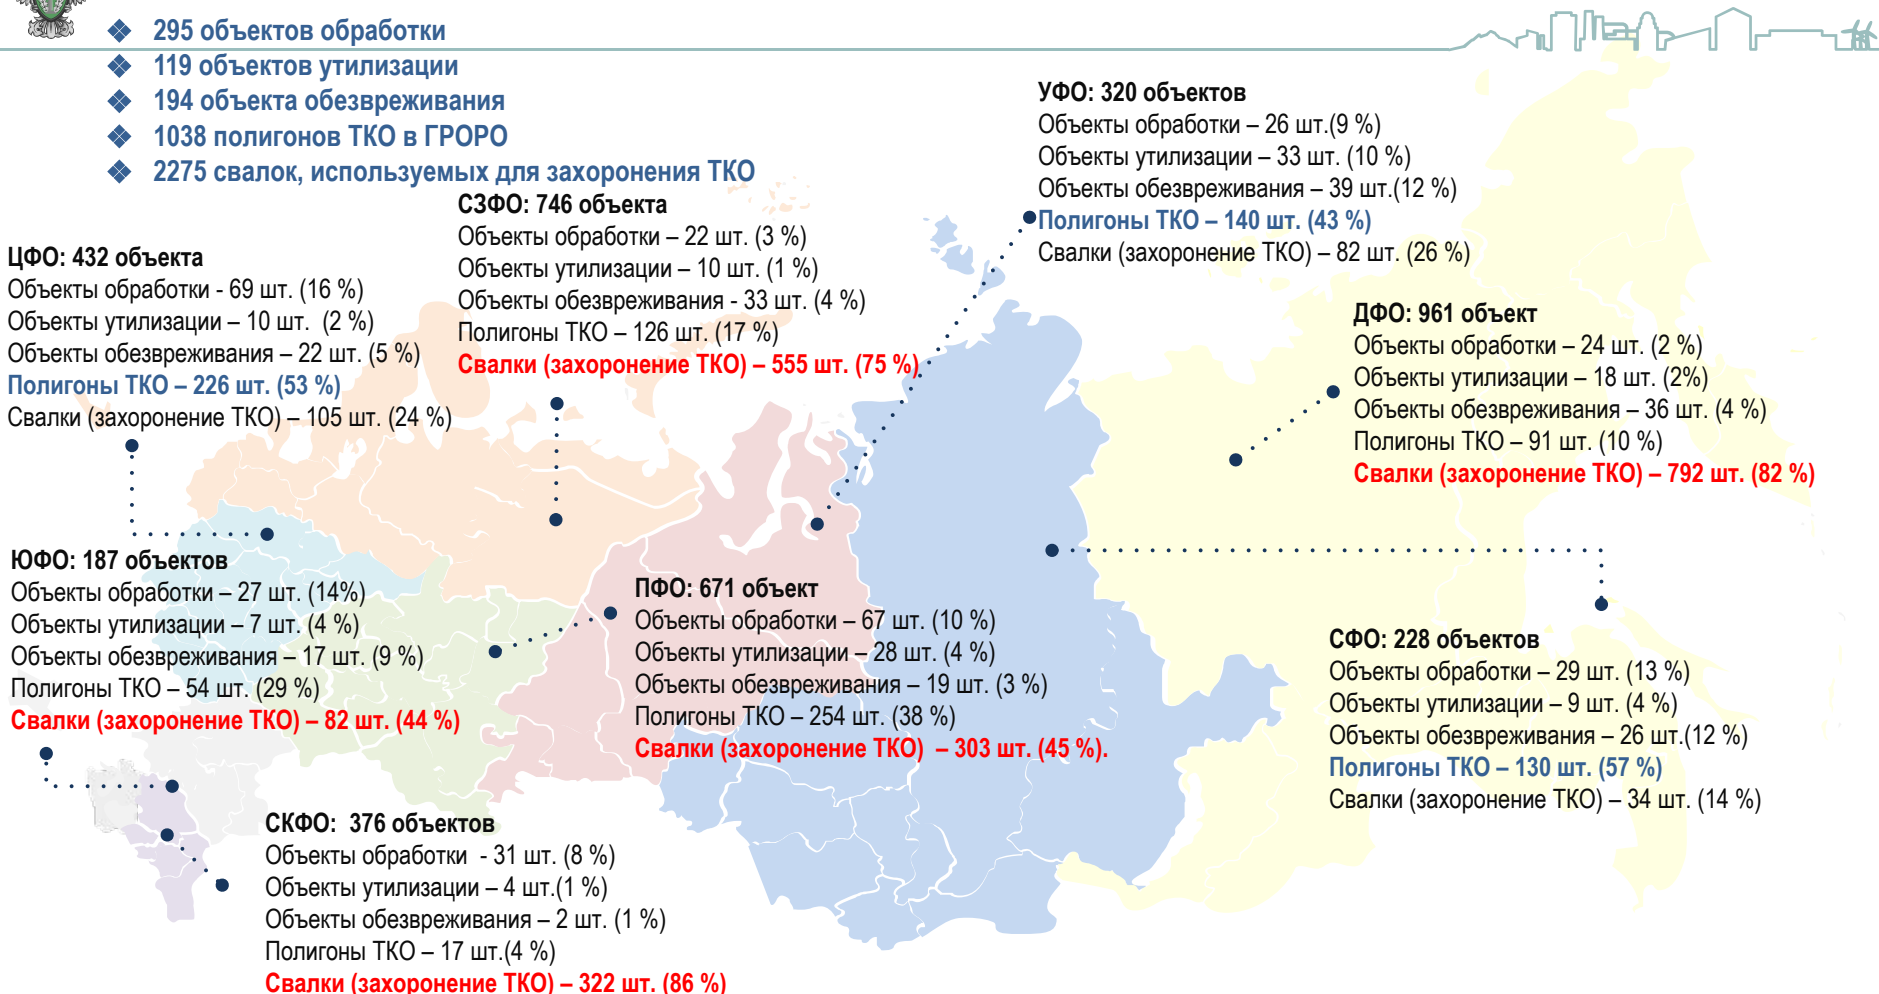 ❖ 295 объектов обработки
❖ 119 объектов утилизации
❖ 194 объекта обезвреживания
❖ 1038 полигонов ТКО в ГРОРО
❖ 2275 свалок, используемых для захоронения ТКО
УФО: 320 объектов
Объекты обработки – 26 шт.(9 %)
Объекты утилизации – 33 шт. (10 %)
Объекты обезвреживания – 39 шт.(12 %)
Полигоны ТКО – 140 шт. (43 %)
Свалки (захоронение ТКО) – 82 шт. (26 %)
СЗФО: 746 объекта
Объекты обработки – 22 шт. (3 %)
Объекты утилизации – 10 шт. (1 %)
Объекты обезвреживания - 33 шт. (4 %)
Полигоны ТКО – 126 шт. (17 %)
Свалки (захоронение ТКО) – 555 шт. (75 %)
ЦФО: 432 объекта
Объекты обработки - 69 шт. (16 %)
Объекты утилизации – 10 шт. (2 %)
Объекты обезвреживания – 22 шт. (5 %)
Полигоны ТКО – 226 шт. (53 %)
Свалки (захоронение ТКО) – 105 шт. (24 %)
ДФО: 961 объект
Объекты обработки – 24 шт. (2 %)
Объекты утилизации – 18 шт. (2%)
Объекты обезвреживания – 36 шт. (4 %)
Полигоны ТКО – 91 шт. (10 %)
Свалки (захоронение ТКО) – 792 шт. (82 %)
ЮФО: 187 объектов
Объекты обработки – 27 шт. (14%)
Объекты утилизации – 7 шт. (4 %)
Объекты обезвреживания – 17 шт. (9 %)
Полигоны ТКО – 54 шт. (29 %)
Свалки (захоронение ТКО) – 82 шт. (44 %)
ПФО: 671 объект
Объекты обработки – 67 шт. (10 %)
Объекты утилизации – 28 шт. (4 %)
Объекты обезвреживания – 19 шт. (3 %)
Полигоны ТКО – 254 шт. (38 %)
Свалки (захоронение ТКО) – 303 шт. (45 %).
СФО: 228 объектов
Объекты обработки – 29 шт. (13 %)
Объекты утилизации – 9 шт. (4 %)
Объекты обезвреживания – 26 шт.(12 %)
Полигоны ТКО – 130 шт. (57 %)
Свалки (захоронение ТКО) – 34 шт. (14 %)
СКФО: 376 объектов
Объекты обработки - 31 шт. (8 %)
Объекты утилизации – 4 шт.(1 %)
Объекты обезвреживания – 2 шт. (1 %)
Полигоны ТКО – 17 шт.(4 %)
Свалки (захоронение ТКО) – 322 шт. (86 %)